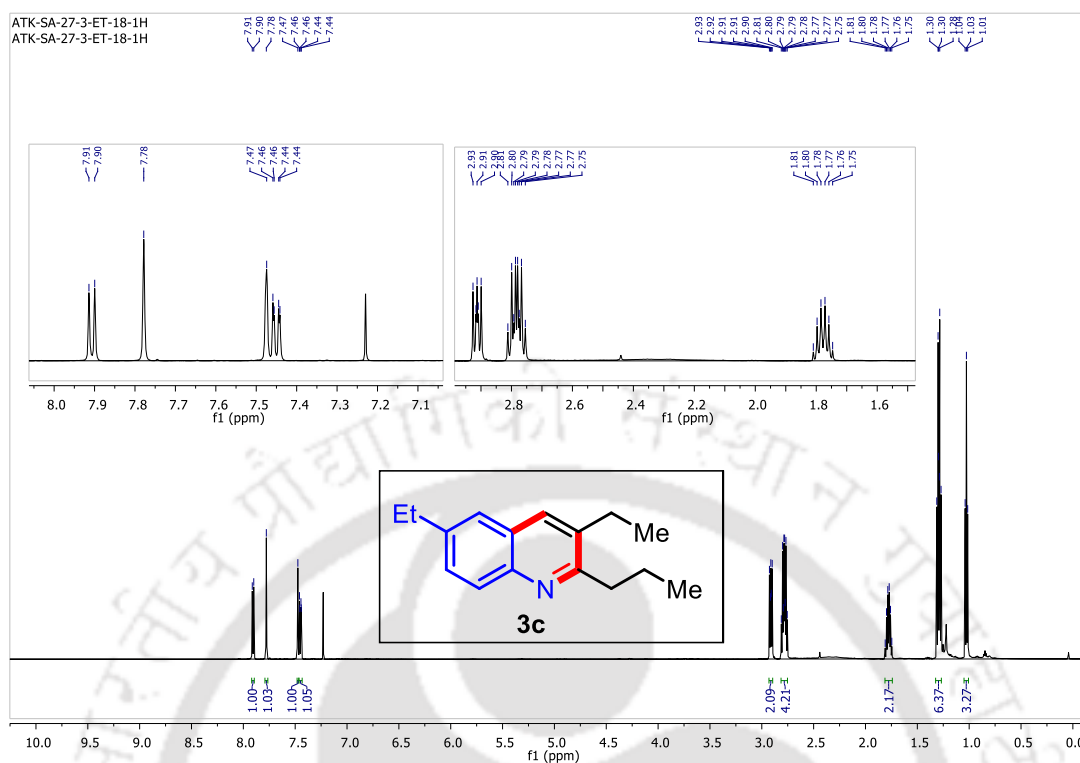 ATK-SA-27-3-ET-18-1H
ATK-SA-27-3-ET-18-1H
7.91 7.90 7.78 7.47 7.46 7.46 7.44 7.44
2.93 2.92 2.91 2.91 2.90 2.81 2.80 2.79 2.79 2.78 2.77 2.77 2.75 1.81 1.80 1.78 1.77 1.76 1.75 1.30 1.30 1.28 1.04 1.03 1.01
7.91 7.90 7.78 7.47 7.46 7.46 7.44 7.44
2.93 2.91 2.90 2.81 2.80 2.79 2.79 2.78 2.77 2.77 2.75 1.81 1.80 1.78 1.77 1.76 1.75
8.0 7.9 7.8 7.7 7.6 7.5 7.4 7.3 7.2 7.1
f1 (ppm)
2.8 2.6 2.4 2.2 2.0 1.8 1.6
f1 (ppm)
Et
Me
N
Me
3c
1.00 1.03 1.00 1.05 2.09 4.21 2.17 6.37 3.27
10.0 9.5 9.0 8.5 8.0 7.5 7.0 6.5 6.0 5.5 5.0 4.5 4.0 3.5 3.0 2.5 2.0 1.5 1.0 0.5 0.0
f1 (ppm)